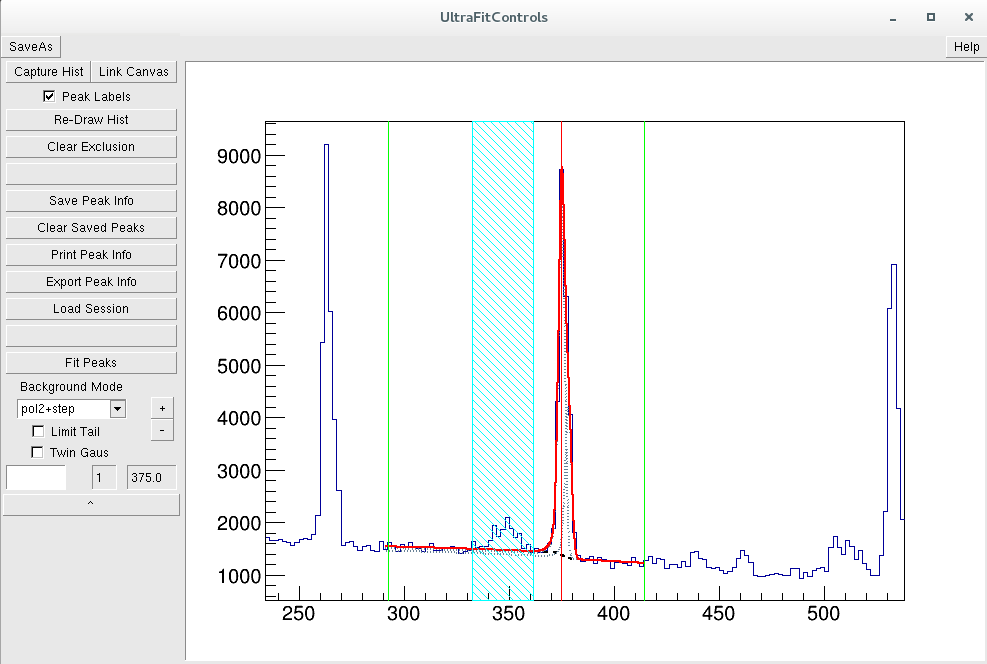 UltraFitControls
SaveAs
Help
Capture Hist
Link Canvas
Peak Labels
Re-Draw Hist
Clear Exclusion
Save Peak Info
Clear Saved Peaks
Print Peak Info
Export Peak Info
Load Session
Fit Peaks
Background Mode
pol2+step
+
Limit Tail
-
Twin Gaus
1
375.0
^
9000
8000
7000
6000
5000
4000
3000
2000
1000
250 300 350 400 450 500